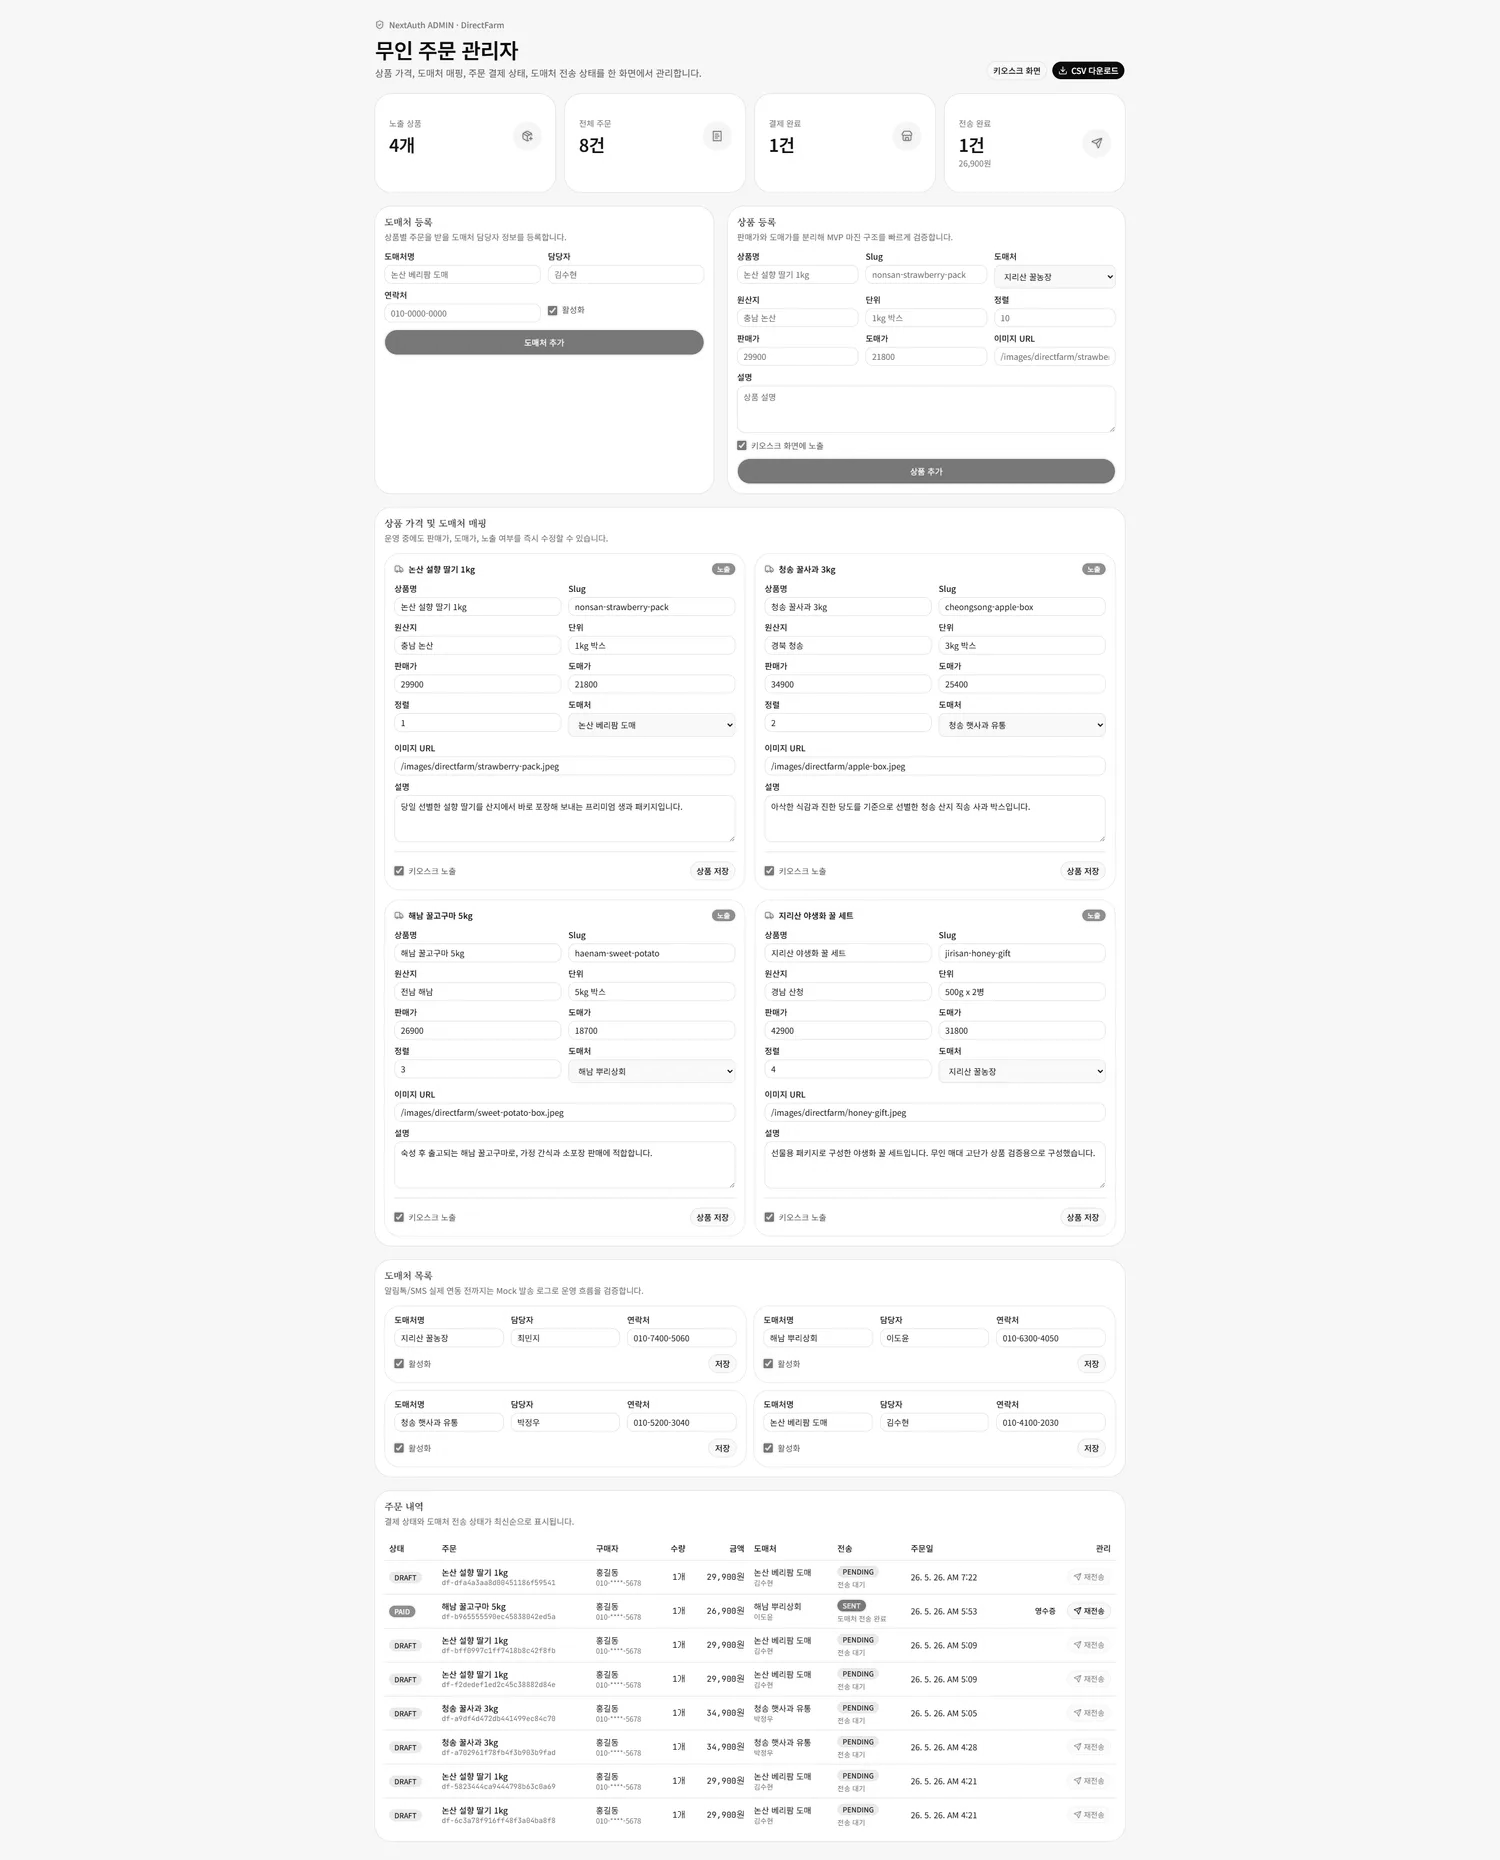 NextAuth ADMIN · DirectFarm
무인 주문 관리자
상품 가격, 도매처 매핑, 주문 결제 상태, 도매처 전송 상태를 한 화면에서 관리합니다.
키오스크 화면
CSV 다운로드
노출 상품
4개
전체 주문
8건
결제 완료
1건
전송 완료
1건
26,900원
도매처 등록
상품별 주문을 받을 도매처 담당자 정보를 등록합니다.
도매처명 담당자
논산 베리팜 도매 김수현
연락처
010-0000-0000 활성화
도매처 추가
상품 등록
판매가와 도매가를 분리해 MVP 마진 구조를 빠르게 검증합니다.
상품명 Slug 도매처
논산 설향 딸기 1kg nonsan-strawberry-pack 지리산 꿀농장
원산지 단위 정렬
충남 논산 1kg 박스 10
판매가 도매가 이미지 URL
29900 21800 /images/directfarm/strawbe
설명
상품 설명
키오스크 화면에 노출
상품 추가
상품 가격 및 도매처 매핑
운영 중에도 판매가, 도매가, 노출 여부를 즉시 수정할 수 있습니다.
논산 설향 딸기 1kg 노출
상품명 Slug
논산 설향 딸기 1kg nonsan-strawberry-pack
원산지 단위
충남 논산 1kg 박스
판매가 도매가
29900 21800
정렬 도매처
1 논산 베리팜 도매
이미지 URL
/images/directfarm/strawberry-pack.jpeg
설명
당일 선별한 설향 딸기를 산지에서 바로 포장해 보내는 프리미엄 생과 패키지입니다.
키오스크 노출 상품 저장
청송 꿀사과 3kg 노출
상품명 Slug
청송 꿀사과 3kg cheongsong-apple-box
원산지 단위
경북 청송 3kg 박스
판매가 도매가
34900 25400
정렬 도매처
2 청송 햇사과 유통
이미지 URL
/images/directfarm/apple-box.jpeg
설명
아삭한 식감과 진한 당도를 기준으로 선별한 청송 산지 직송 사과 박스입니다.
키오스크 노출 상품 저장
해남 꿀고구마 5kg 노출
상품명 Slug
해남 꿀고구마 5kg haenam-sweet-potato
원산지 단위
전남 해남 5kg 박스
판매가 도매가
26900 18700
정렬 도매처
3 해남 뿌리상회
이미지 URL
/images/directfarm/sweet-potato-box.jpeg
설명
숙성 후 출고되는 해남 꿀고구마로, 가정 간식과 소포장 판매에 적합합니다.
키오스크 노출 상품 저장
지리산 야생화 꿀 세트 노출
상품명 Slug
지리산 야생화 꿀 세트 jirisan-honey-gift
원산지 단위
경남 산청 500g x 2병
판매가 도매가
42900 31800
정렬 도매처
4 지리산 꿀농장
이미지 URL
/images/directfarm/honey-gift.jpeg
설명
선물용 패키지로 구성한 야생화 꿀 세트입니다. 무인 매대 고단가 상품 검증용으로 구성했습니다.
키오스크 노출 상품 저장
도매처 목록
알림톡/SMS 실제 연동 전까지는 Mock 발송 로그로 운영 흐름을 검증합니다.
도매처명 담당자 연락처
지리산 꿀농장 최민지 010-7400-5060
활성화 저장
도매처명 담당자 연락처
해남 뿌리상회 이도윤 010-6300-4050
활성화 저장
도매처명 담당자 연락처
청송 햇사과 유통 박정우 010-5200-3040
활성화 저장
도매처명 담당자 연락처
논산 베리팜 도매 김수현 010-4100-2030
활성화 저장
주문 내역
결제 상태와 도매처 전송 상태가 최신순으로 표시됩니다.
상태 주문 구매자 수량 금액 도매처 전송 주문일 관리
DRAFT 논산 설향 딸기 1kg 홍길동 1개 29,900원 논산 베리팜 도매 PENDING 26. 5. 26. AM 7:22 재전송
df-dfa4a3aa8d00451186f59541 010-****-5678 김수현 전송 대기
PAID 해남 꿀고구마 5kg 홍길동 1개 26,900원 해남 뿌리상회 SENT 26. 5. 26. AM 5:53 영수증 재전송
df-b965555590ec45838042ed5a 010-****-5678 이도윤 도매처 전송 완료
DRAFT 논산 설향 딸기 1kg 홍길동 1개 29,900원 논산 베리팜 도매 PENDING 26. 5. 26. AM 5:09 재전송
df-bff0997c1ff7418b8c42f8fb 010-****-5678 김수현 전송 대기
DRAFT 논산 설향 딸기 1kg 홍길동 1개 29,900원 논산 베리팜 도매 PENDING 26. 5. 26. AM 5:09 재전송
df-f2dedef1ed2c45c38882d84e 010-****-5678 김수현 전송 대기
DRAFT 청송 꿀사과 3kg 홍길동 1개 34,900원 청송 햇사과 유통 PENDING 26. 5. 26. AM 5:05 재전송
df-a9df4d472db441499ec84c70 010-****-5678 박정우 전송 대기
DRAFT 청송 꿀사과 3kg 홍길동 1개 34,900원 청송 햇사과 유통 PENDING 26. 5. 26. AM 4:28 재전송
df-a702961f78fb4f3b903b9fad 010-****-5678 박정우 전송 대기
DRAFT 논산 설향 딸기 1kg 홍길동 1개 29,900원 논산 베리팜 도매 PENDING 26. 5. 26. AM 4:21 재전송
df-5823444ca9444798b63c0a69 010-****-5678 김수현 전송 대기
DRAFT 논산 설향 딸기 1kg 홍길동 1개 29,900원 논산 베리팜 도매 PENDING 26. 5. 26. AM 4:21 재전송
df-6c3a78f916ff48f3a04ba8f8 010-****-5678 김수현 전송 대기